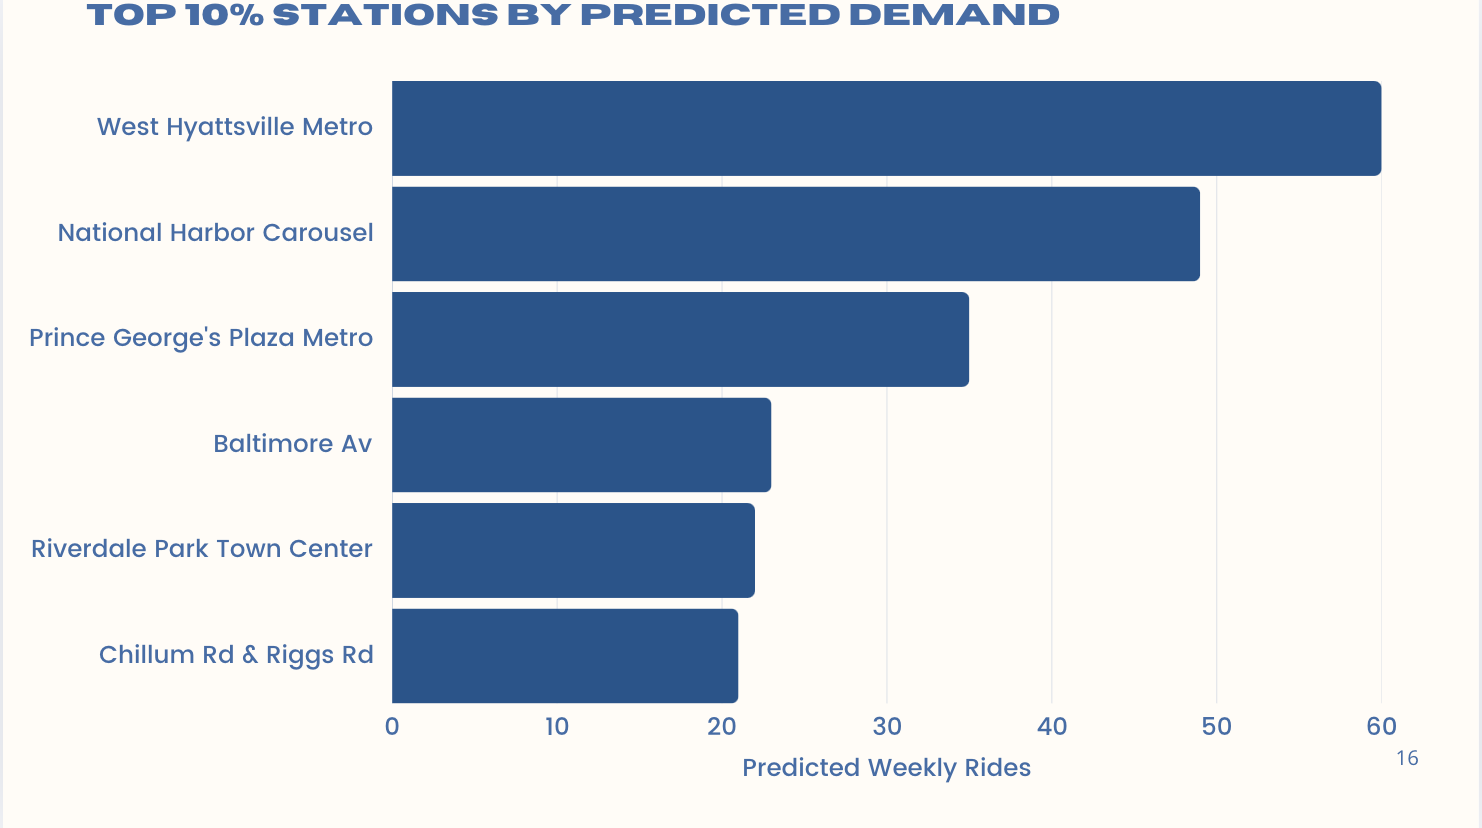 TOP 10% STATIONS BY PREDICTED DEMAND
West Hyattsville Metro
National Harbor Carousel
Prince George's Plaza Metro
Baltimore Av
Riverdale Park Town Center
Chillum Rd & Riggs Rd
0 10 20 30 40 50 60
Predicted Weekly Rides
16